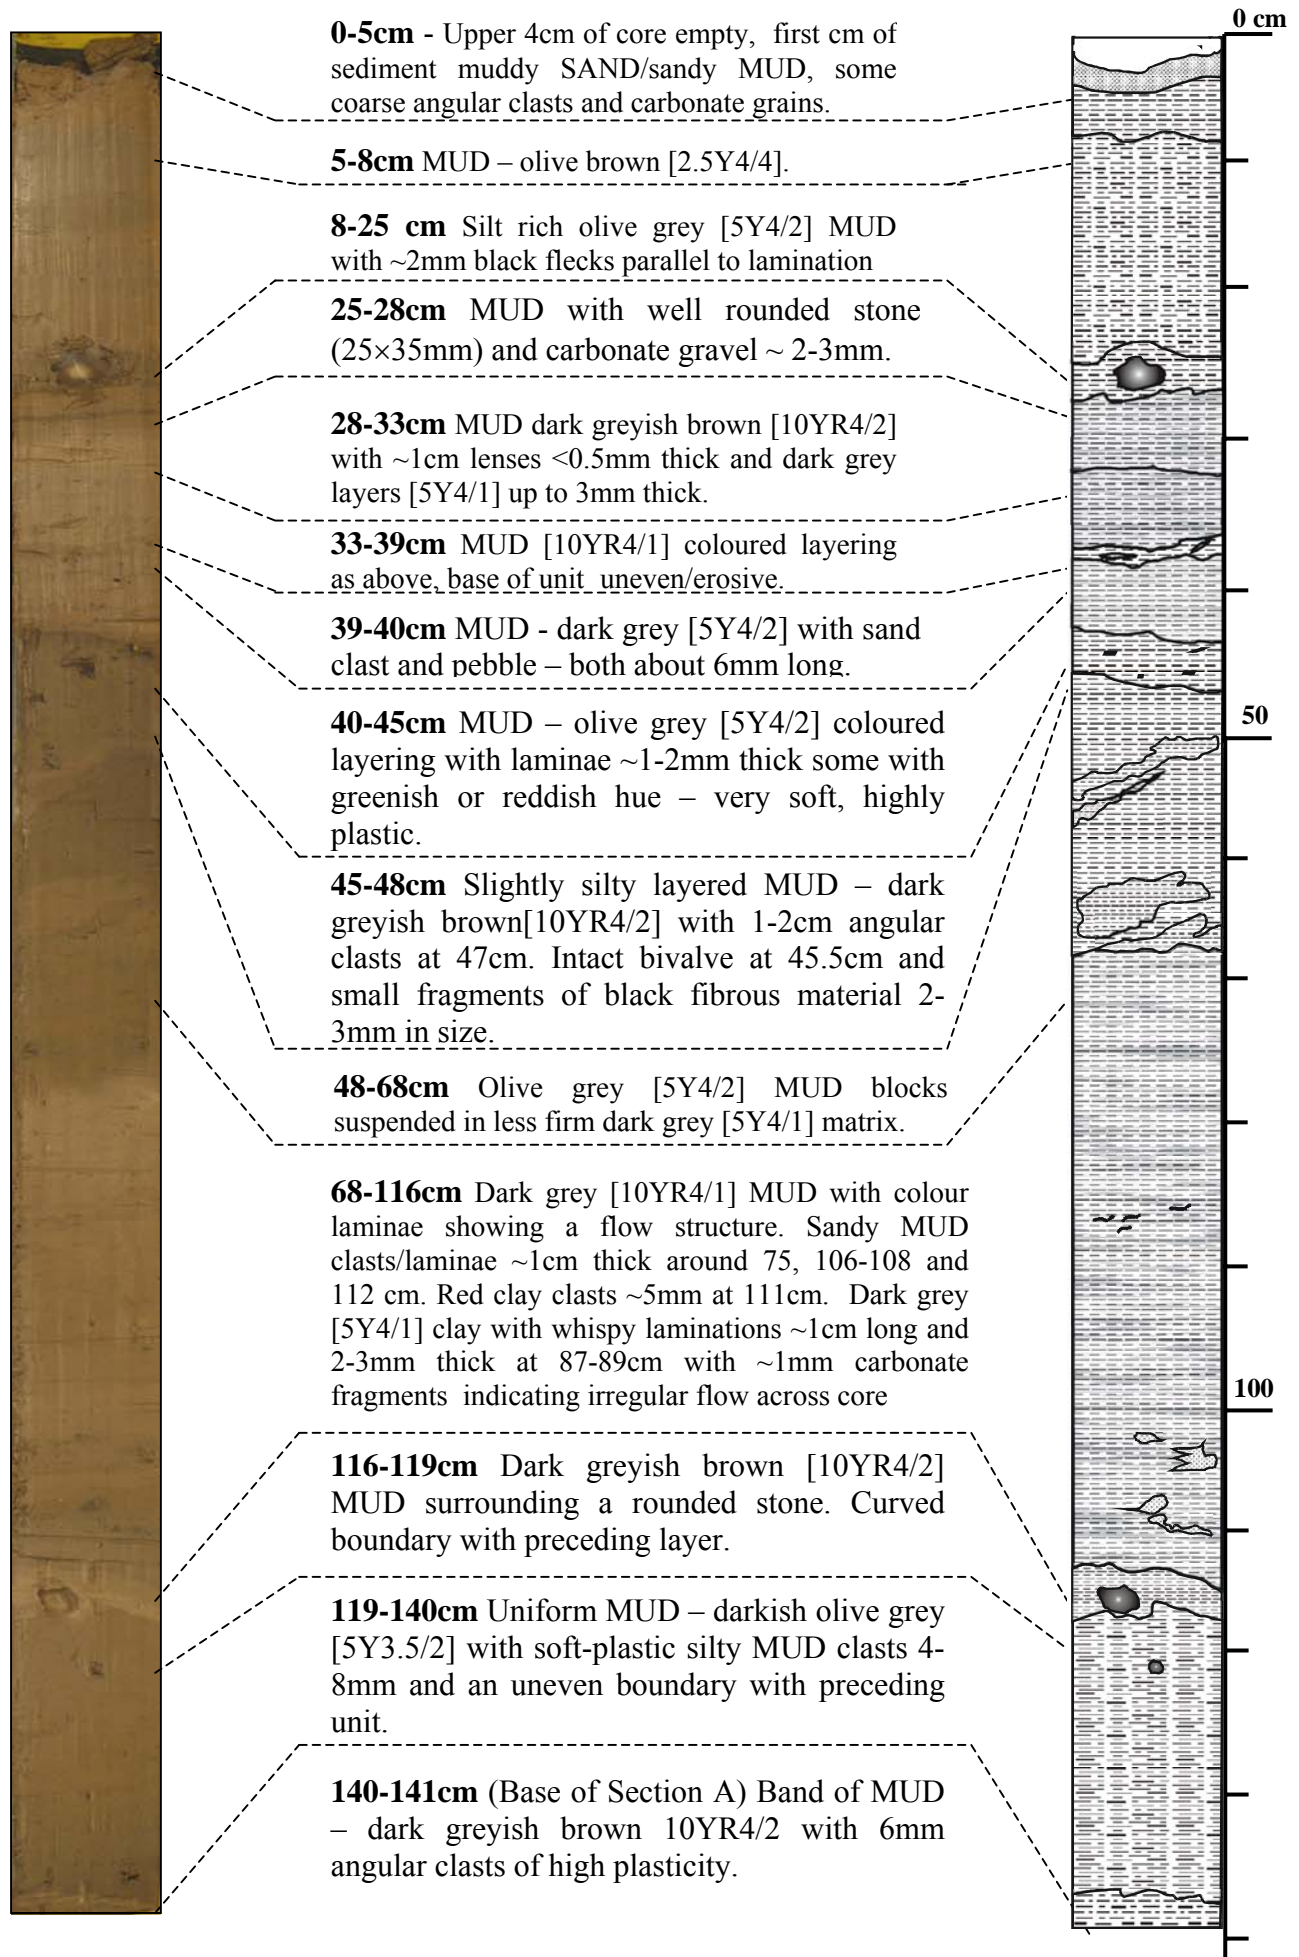 0 cm
0-5cm - Upper 4cm of core empty, first cm of
sediment muddy SAND/sandy MUD, some
coarse angular clasts and carbonate grains.
5-8cm MUD – olive brown [2.5Y4/4].
8-25 cm Silt rich olive grey [5Y4/2] MUD
with ~2mm black flecks parallel to lamination
25-28cm MUD with well rounded stone
(25×35mm) and carbonate gravel ~ 2-3mm.
28-33cm MUD dark greyish brown [10YR4/2]
with ~1cm lenses <0.5mm thick and dark grey
layers [5Y4/1] up to 3mm thick.
33-39cm MUD [10YR4/1] coloured layering
as above, base of unit uneven/erosive.
39-40cm MUD - dark grey [5Y4/2] with sand
clast and pebble – both about 6mm long.
40-45cm MUD – olive grey [5Y4/2] coloured
layering with laminae ~1-2mm thick some with
greenish or reddish hue – very soft, highly
plastic.
50
45-48cm Slightly silty layered MUD – dark
greyish brown[10YR4/2] with 1-2cm angular
clasts at 47cm. Intact bivalve at 45.5cm and
small fragments of black fibrous material 2-
3mm in size.
48-68cm Olive grey [5Y4/2] MUD blocks
suspended in less firm dark grey [5Y4/1] matrix.
68-116cm Dark grey [10YR4/1] MUD with colour
laminae showing a flow structure. Sandy MUD
clasts/laminae ~1cm thick around 75, 106-108 and
112 cm. Red clay clasts ~5mm at 111cm. Dark grey
[5Y4/1] clay with whispy laminations ~1cm long and
2-3mm thick at 87-89cm with ~1mm carbonate
fragments indicating irregular flow across core
100
116-119cm Dark greyish brown [10YR4/2]
MUD surrounding a rounded stone. Curved
boundary with preceding layer.
119-140cm Uniform MUD – darkish olive grey
[5Y3.5/2] with soft-plastic silty MUD clasts 4-
8mm and an uneven boundary with preceding
unit.
140-141cm (Base of Section A) Band of MUD
– dark greyish brown 10YR4/2 with 6mm
angular clasts of high plasticity.